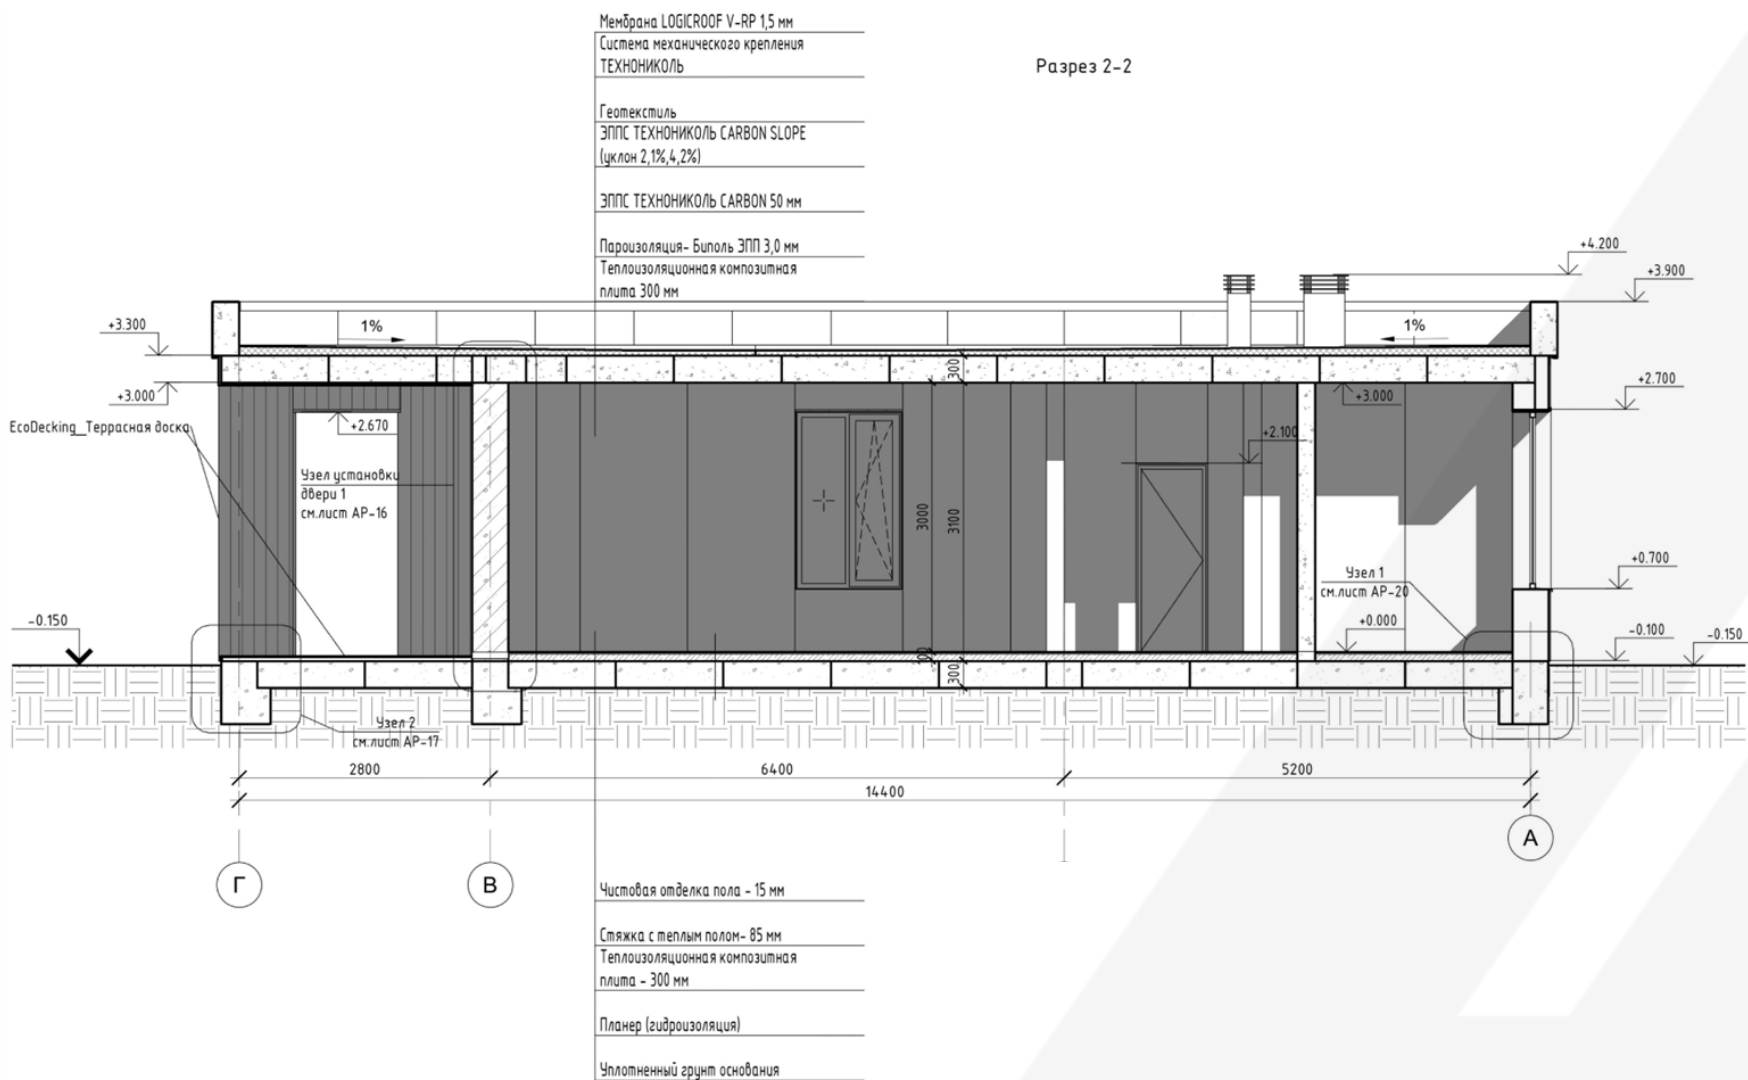 Мембрана LOGICROOF V-RP 1,5 мм
Система механического крепления
ТЕХНОНИКОЛЬ
Разрез 2-2
Геотекстиль
ЭППС ТЕХНОНИКОЛЬ CARBON SLOPE
(уклон 2,1%,4,2%)
ЭППС ТЕХНОНИКОЛЬ CARBON 50 мм
Пароизоляция- Биполь ЭПП 3,0 мм
Теплоизоляционная композитная
плита 300 мм
+4.200
+3.900
+3.300
1%
1%
300
+3.000
+3.000
+2.700
EcoDecking_Террасная доска
+2.670
+2.100
Узел установки
двери 1
см.лист АР-16
3000
3100
+0.700
Узел 1
см.лист АР-20
-0.150
+0.000
-0.100
-0.150
100
300
Узел 2
см.лист АР-17
2800
6400
5200
14400
Г
В
А
Чистовая отделка пола - 15 мм
Стяжка с теплым полом- 85 мм
Теплоизоляционная композитная
плита - 300 мм
Планер (гидроизоляция)
Уплотненный грунт основания